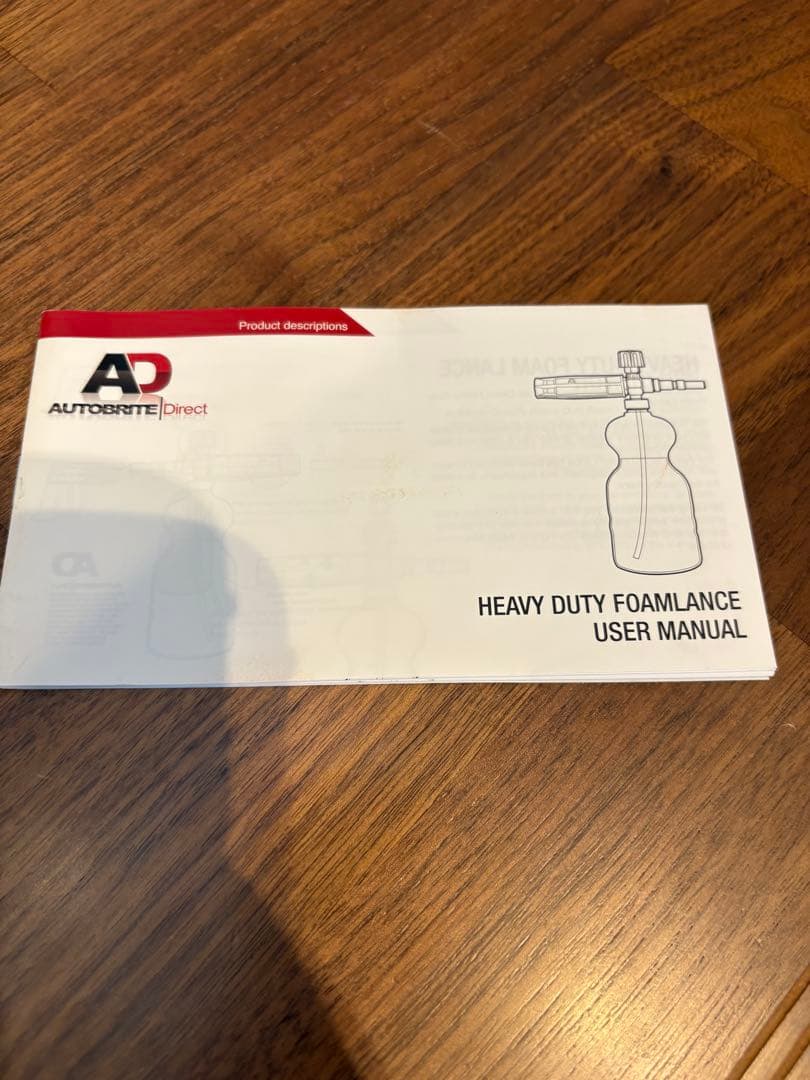 Product descriptions
AD
AUTOBRITE|Direct
HEAVY DUTY FOAMLANCE
USER MANUAL